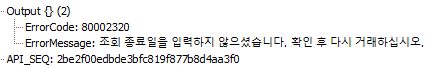 Output {} (2)
ErrorCode: 80002320
ErrorMessage: 조회 종료일을 입력하지 않으셨습니다. 확인 후 다시 거래하십시오.
API_SEQ: 2be2f00edbde3bfc819f877b8d4aa3f0